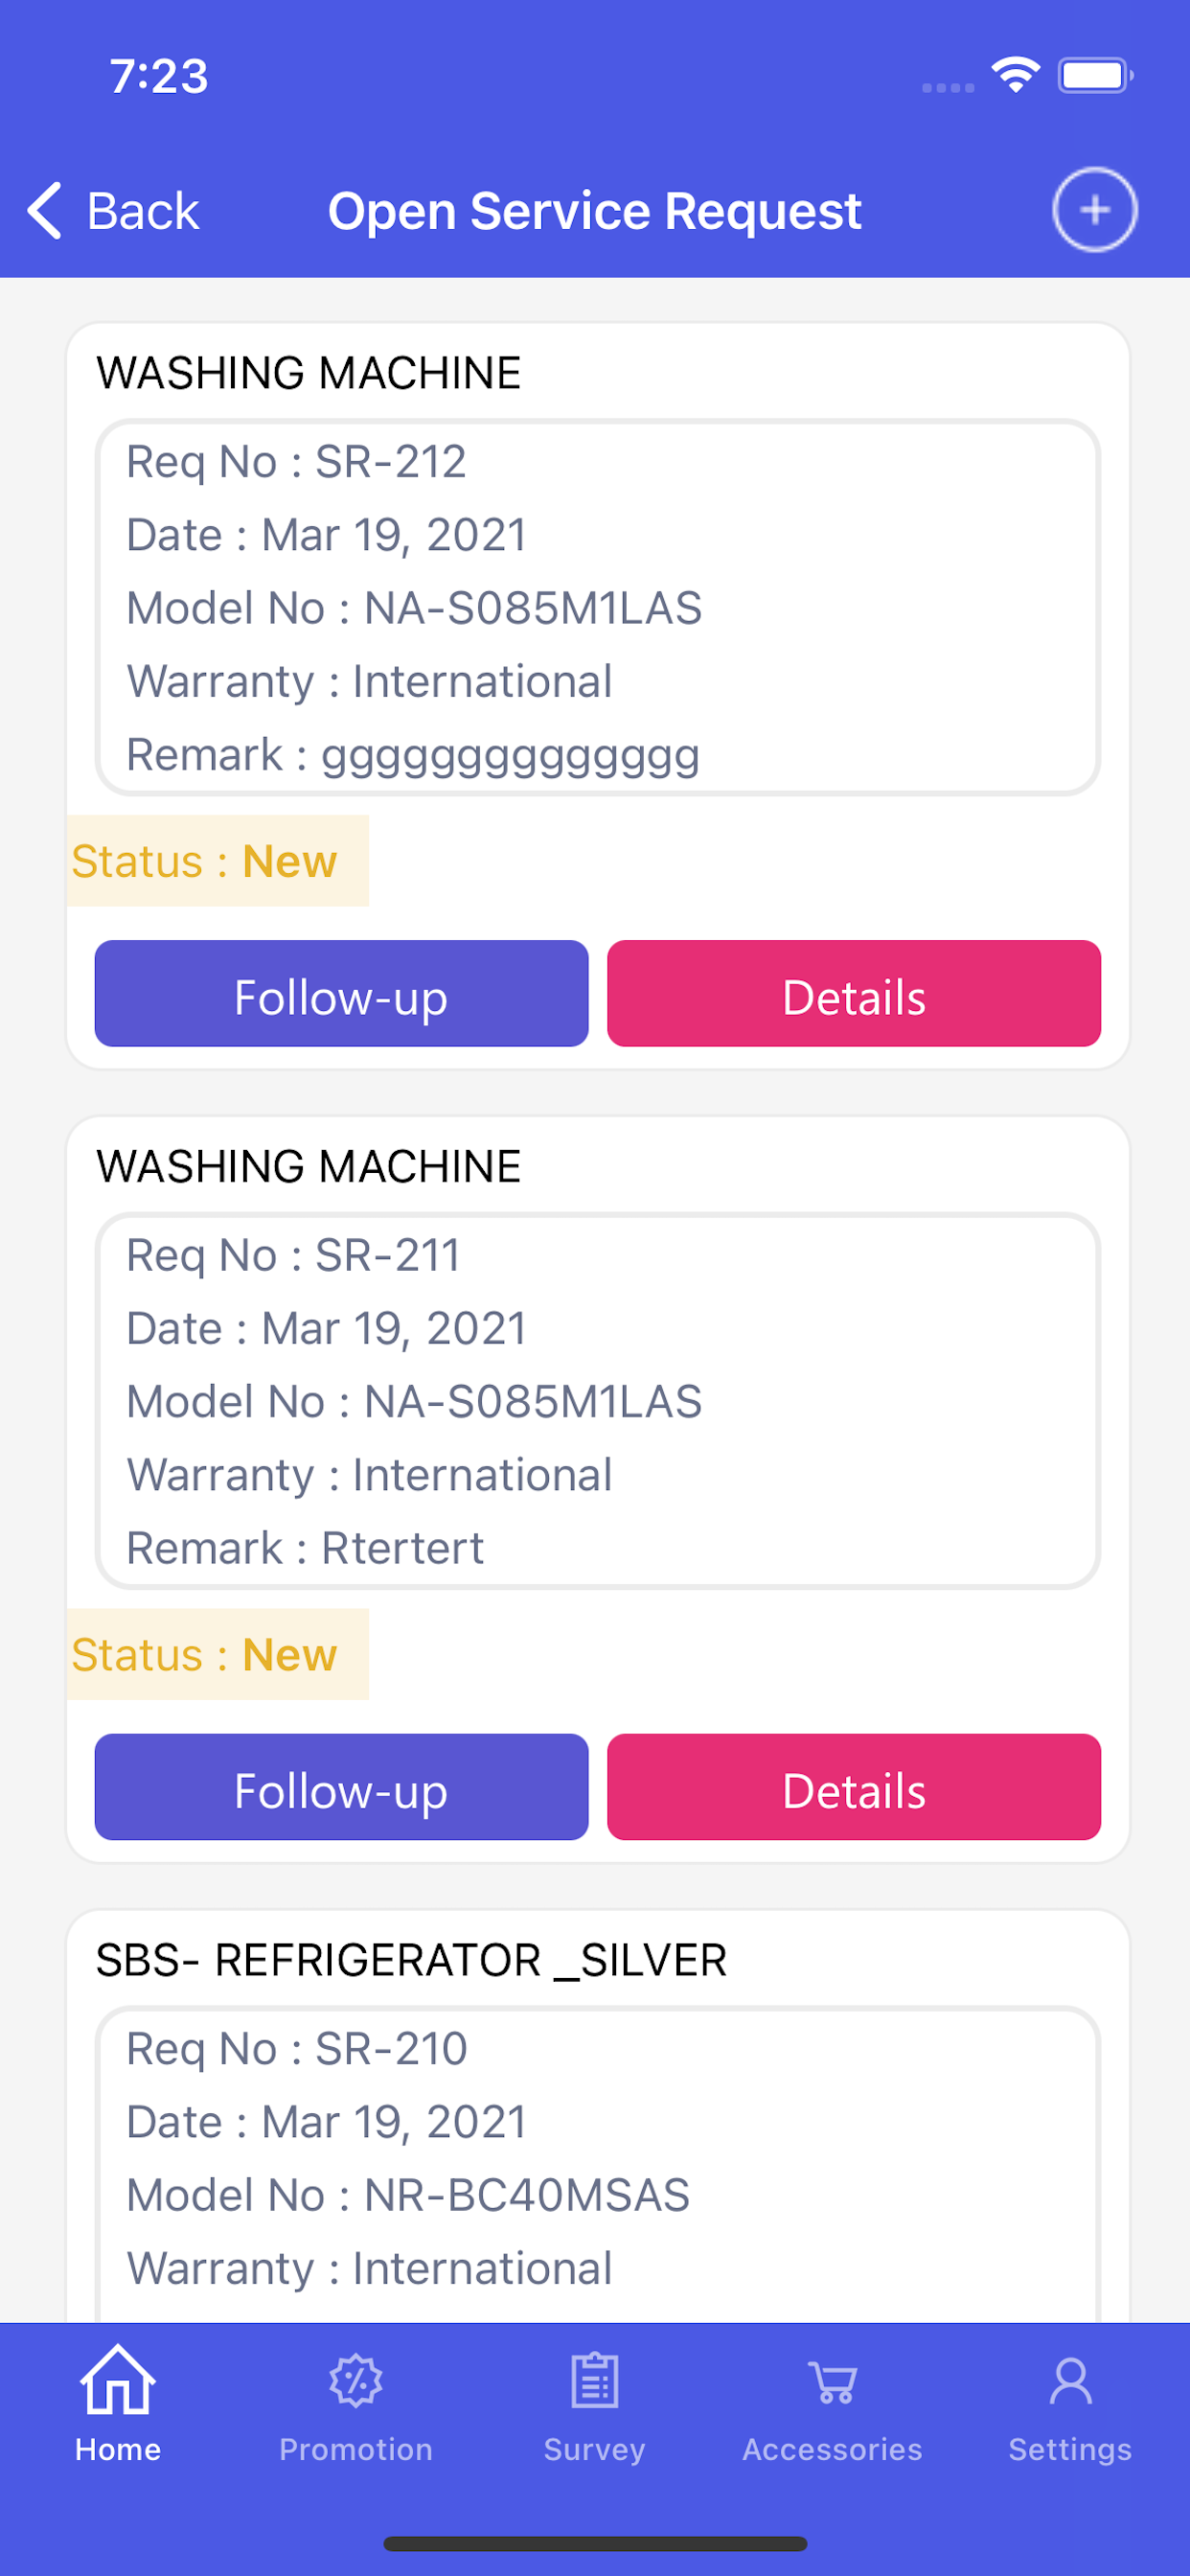 7:23
Back
Open Service Request
WASHING MACHINE
Req No : SR-212
Date : Mar 19, 2021
Model No : NA-S085M1LAS
Warranty : International
Remark : gggggggggggggg
Status : New
Follow-up
Details
WASHING MACHINE
Req No : SR-211
Date : Mar 19, 2021
Model No : NA-S085M1LAS
Warranty : International
Remark : Rtertert
Status : New
Follow-up
Details
SBS- REFRIGERATOR _SILVER
Req No : SR-210
Date : Mar 19, 2021
Model No : NR-BC40MSAS
Warranty : International
Home
Promotion
Survey
Accessories
Settings